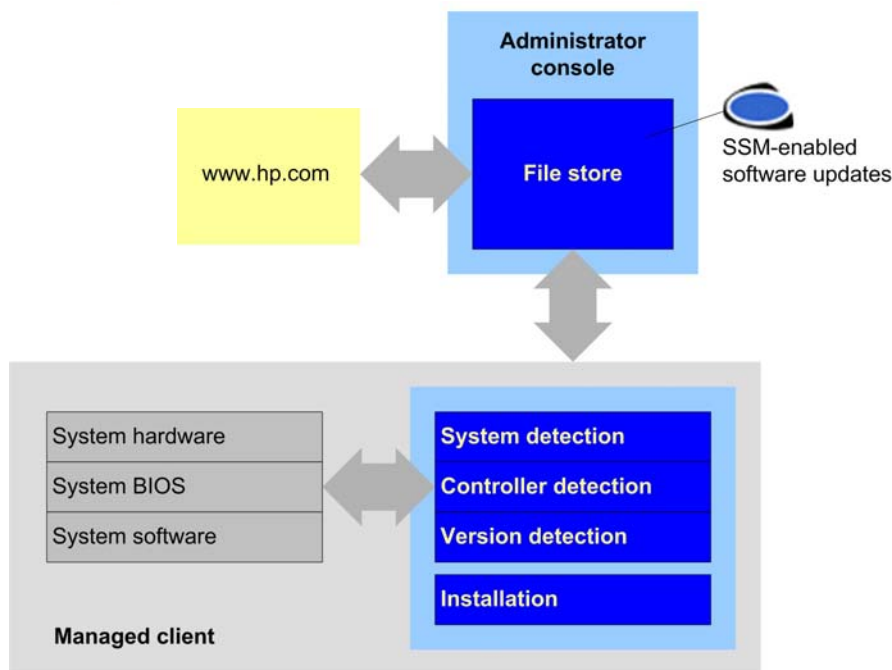 Administrator
console
www.hp.com
File store
SSM-enabled
software updates
System hardware
System BIOS
System software
System detection
Controller detection
Version detection
Installation
Managed client